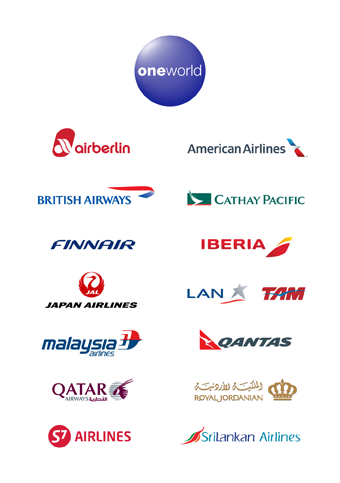 oneworld
airberlin
American Airlines
BRITISH AIRWAYS
CATHAY PACIFIC
FINNAIR
IBERIA
JAL
JAPAN AIRLINES
LAN
TAM
malaysia
airlines
QANTAS
QATAR
AIRWAYS القطرية
الملكية الأردنية
ROYAL JORDANIAN
S7 AIRLINES
SriLankan Airlines